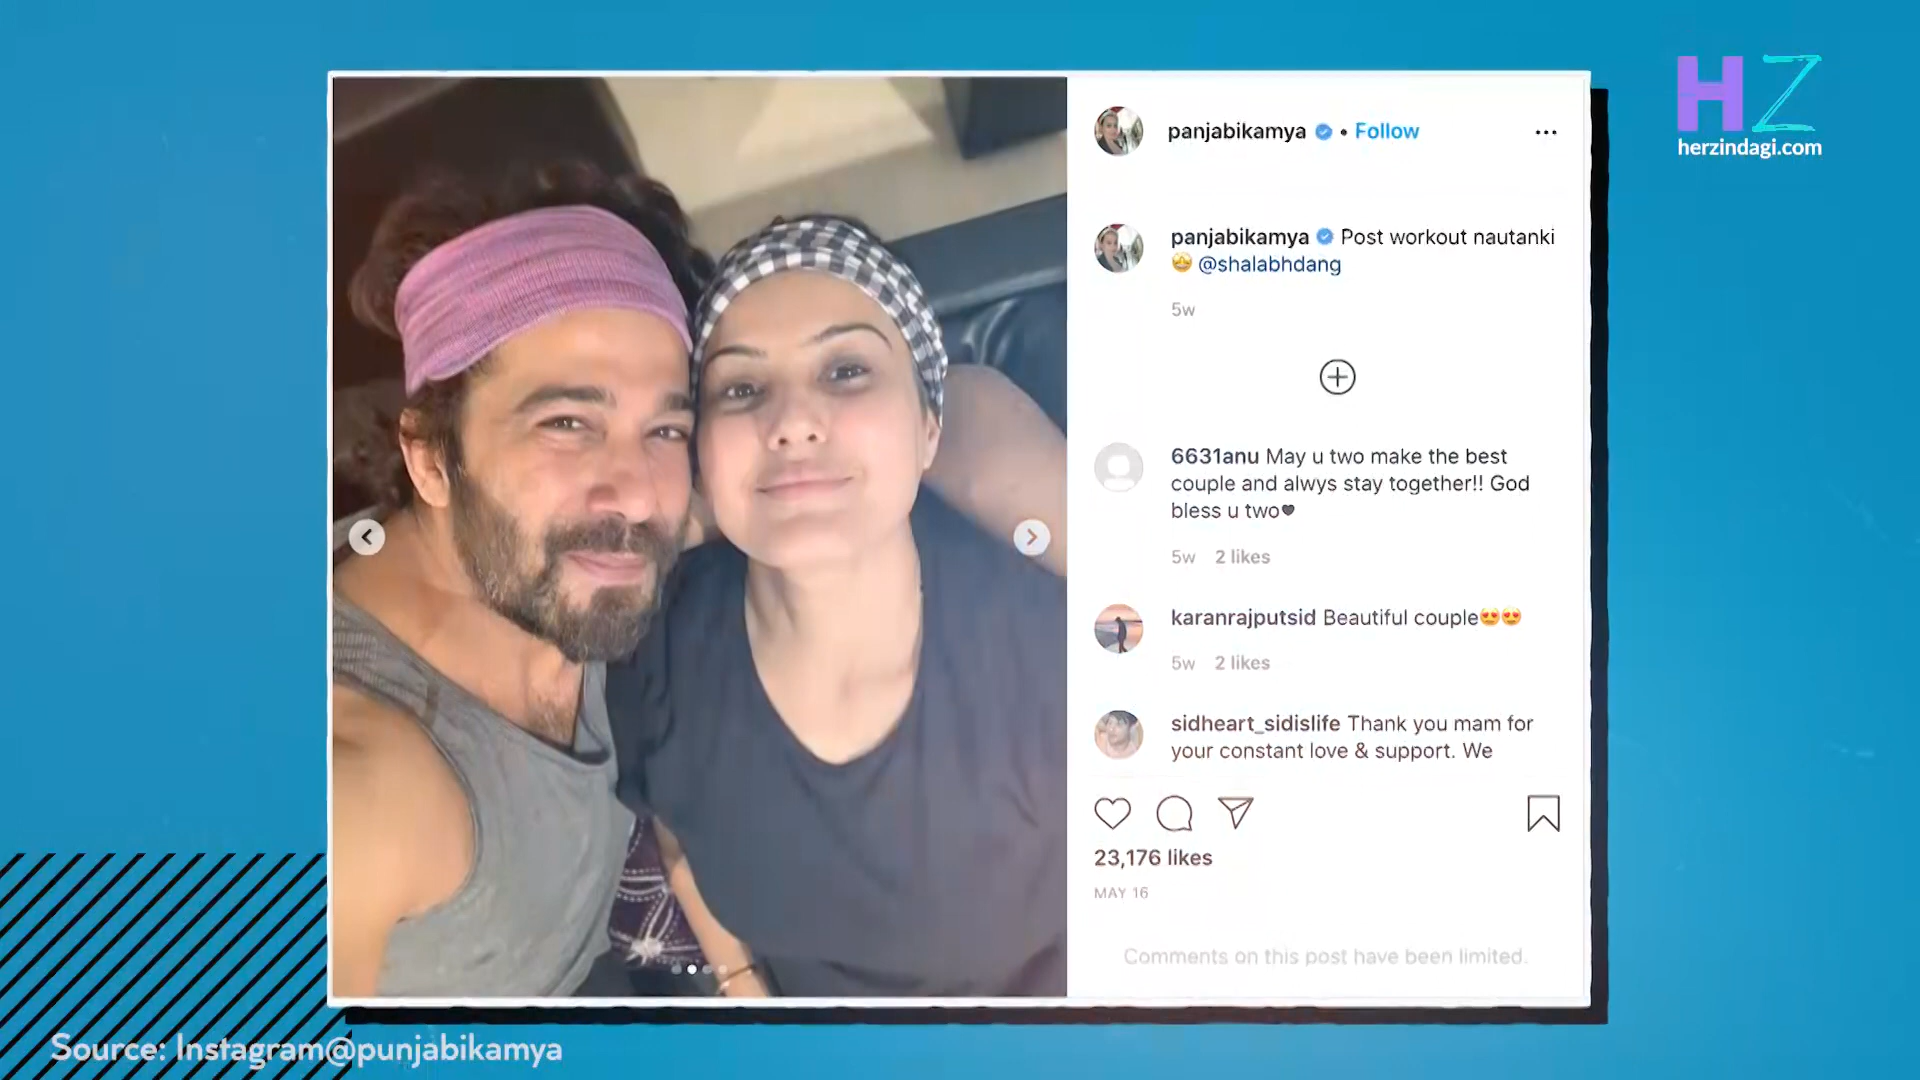 HZ
herzindagi.com
panjabikamya • Follow
panjabikamya Post workout nautanki
🤩 @shalabhdang
5w
6631anu May u two make the best
couple and alwys stay together!! God
bless u two🖤
5w 2 likes
karanrajputsid Beautiful couple😍😍
5w 2 likes
sidheart_sidislife Thank you mam for
your constant love & support. We
23,176 likes
MAY 16
Comments on this post have been limited.
Source: Instagram@punjabikamya